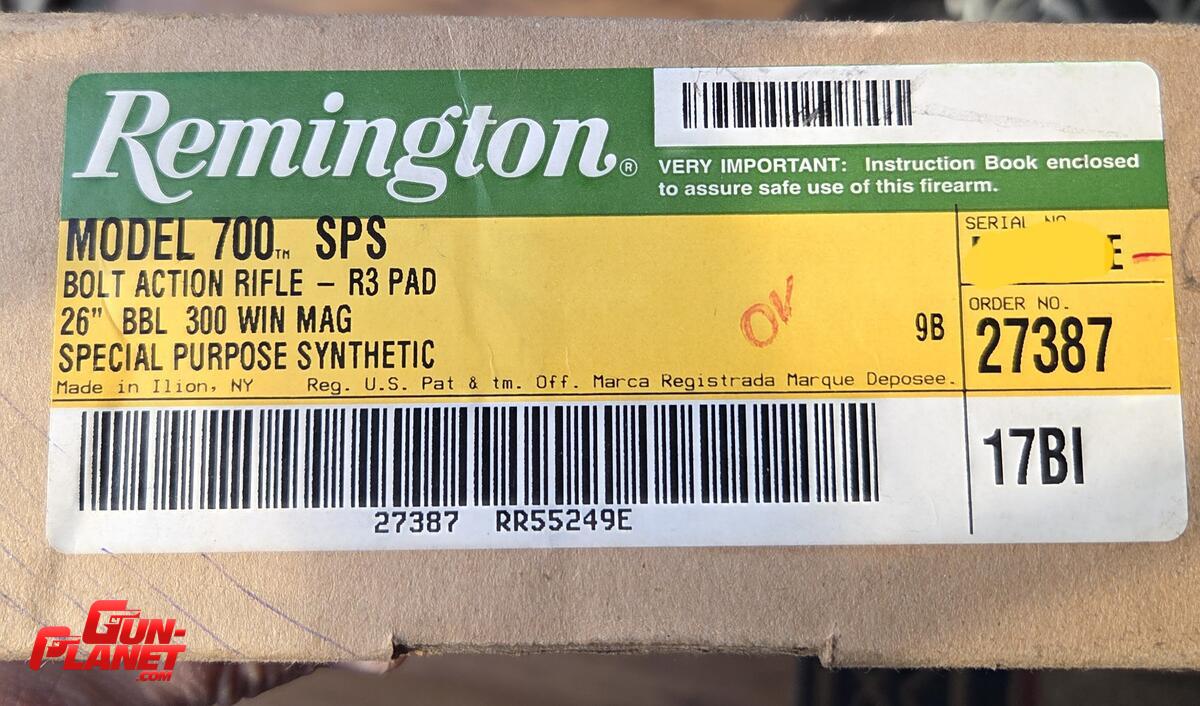 Remington®
VERY IMPORTANT: Instruction Book enclosed
to assure safe use of this firearm.
MODEL 700™ SPS
BOLT ACTION RIFLE – R3 PAD
26" BBL 300 WIN MAG
SPECIAL PURPOSE SYNTHETIC
OK
9B
SERIAL NO.
E
ORDER NO.
27387
Made in Ilion, NY Reg. U.S. Pat & tm. Off. Marca Registrada Marque Deposee.
17BI
27387 RR55249E
GUN-
PLANET
.COM